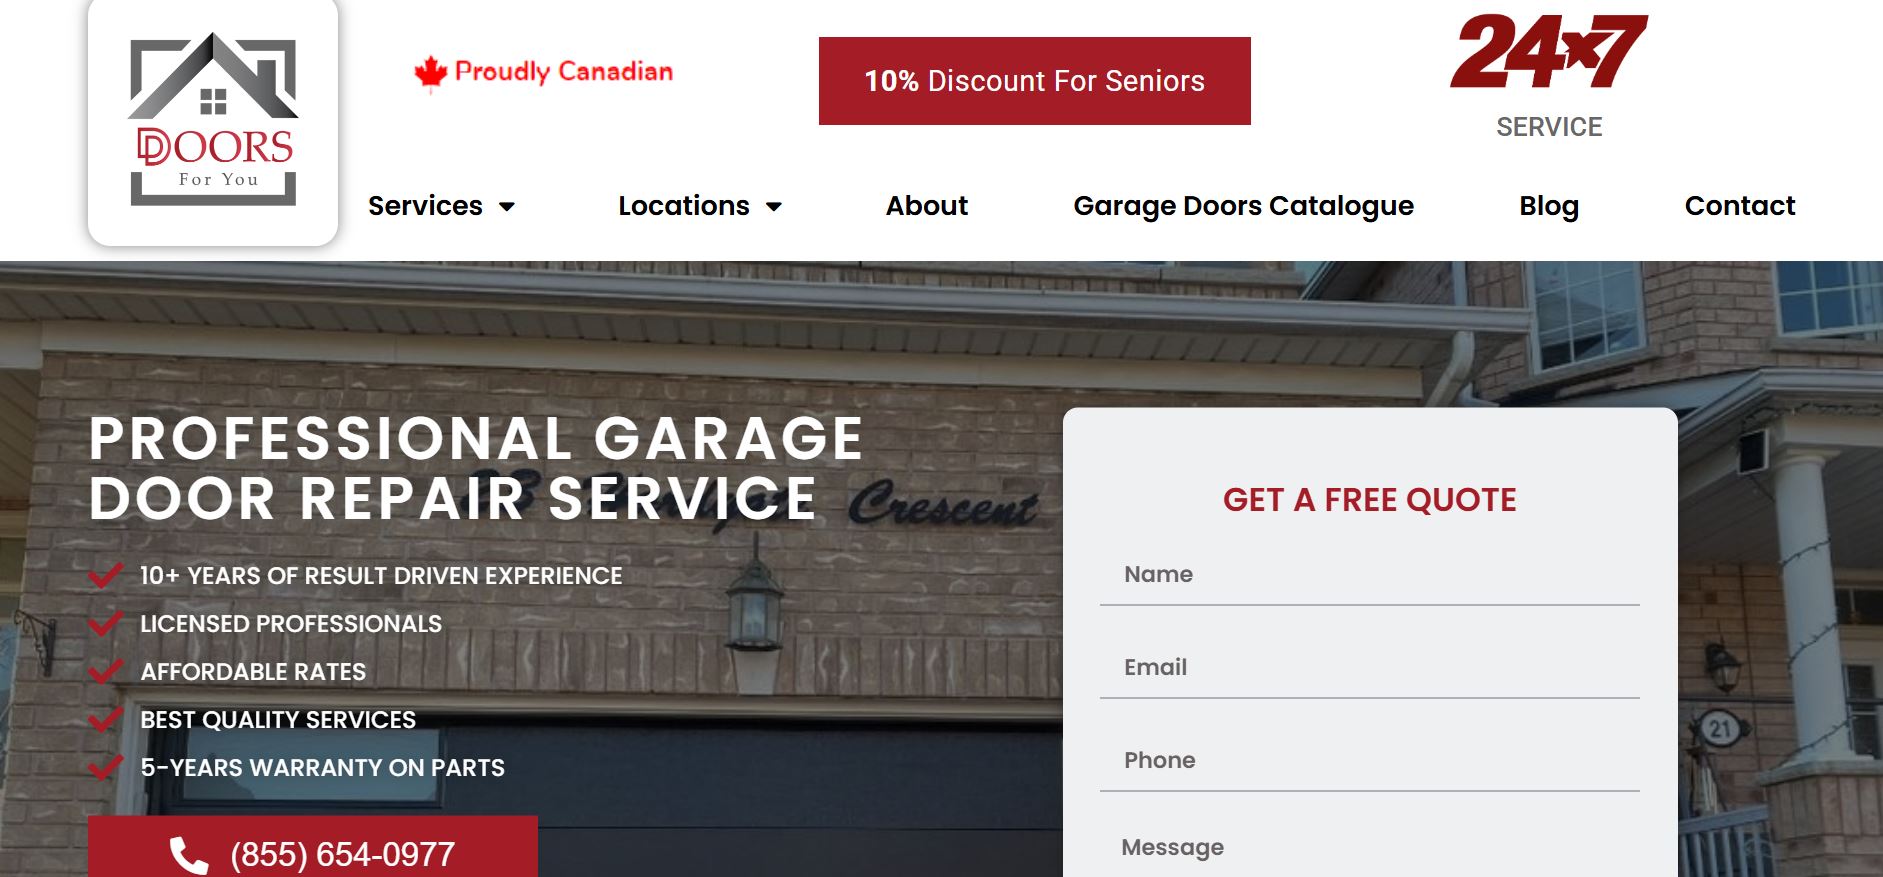 DOORS
For You
Proudly Canadian
10% Discount For Seniors
24x7
SERVICE
Services
Locations
About
Garage Doors Catalogue
Blog
Contact
PROFESSIONAL GARAGE
DOOR REPAIR SERVICE
Crescent
10+ YEARS OF RESULT DRIVEN EXPERIENCE
LICENSED PROFESSIONALS
AFFORDABLE RATES
BEST QUALITY SERVICES
5-YEARS WARRANTY ON PARTS
(855) 654-0977
GET A FREE QUOTE
Name
Email
Phone
Message
21